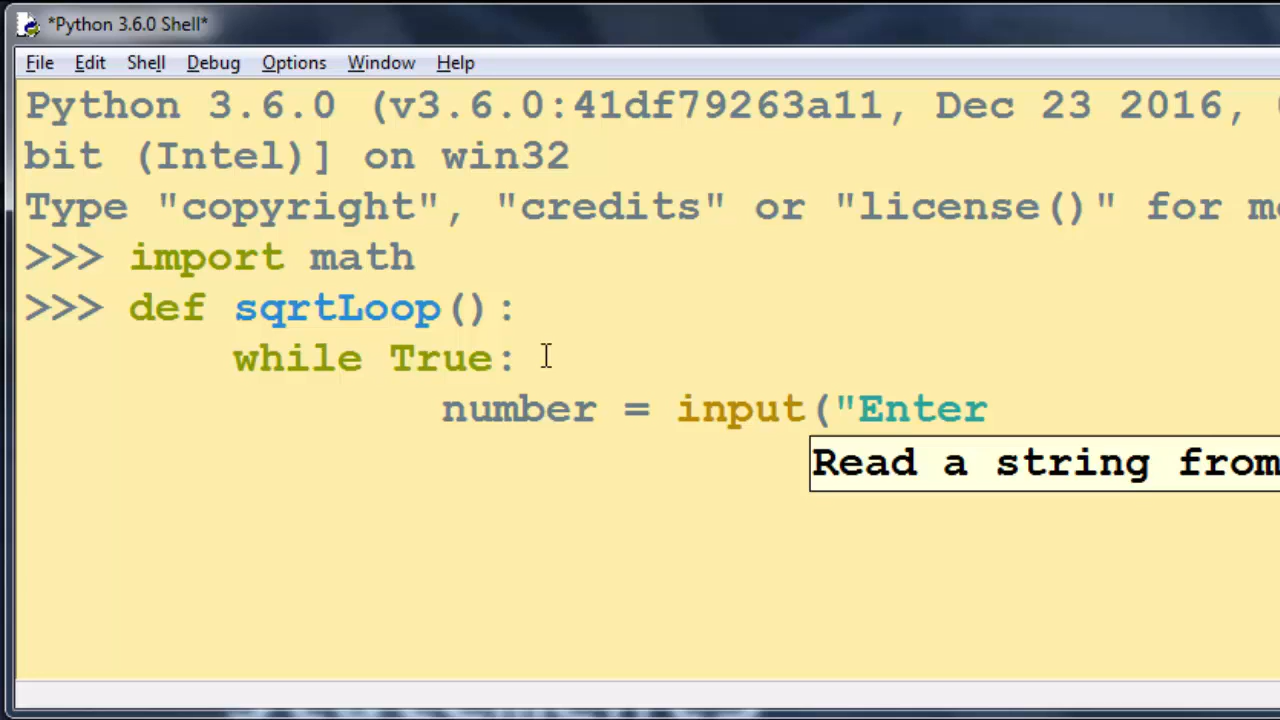 *Python 3.6.0 Shell*
File Edit Shell Debug Options Window Help
Python 3.6.0 (v3.6.0:41df79263a11, Dec 23 2016,
bit (Intel)] on win32
Type "copyright", "credits" or "license()" for
>>> import math
>>> def sqrtLoop():
while True:
number = input("Enter
Read a string from